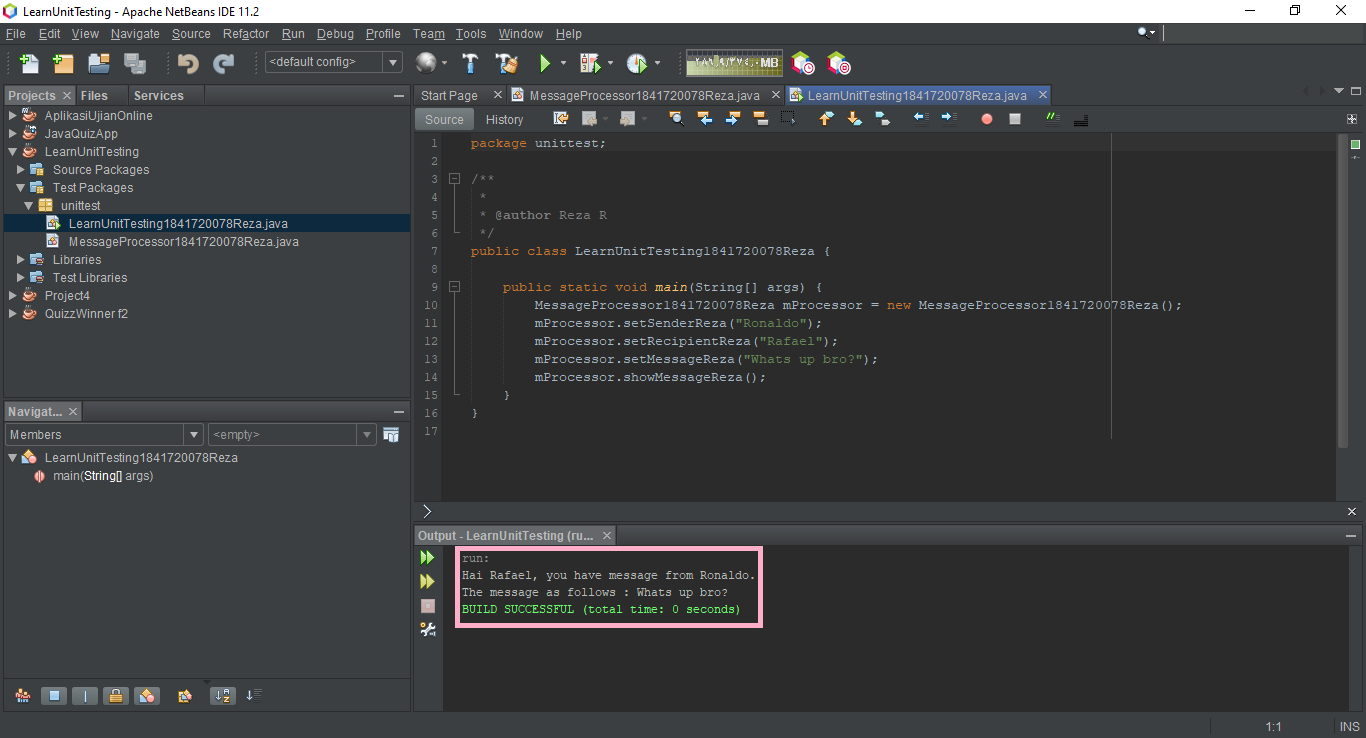 LearnUnitTesting - Apache NetBeans IDE 11.2
File Edit View Navigate Source Refactor Run Debug Profile Team Tools Window Help
<default config>
Projects Files Services
AplikasiUjianOnline
JavaQuizApp
LearnUnitTesting
Source Packages
Test Packages
unittest
LearnUnitTesting1841720078Reza.java
MessageProcessor1841720078Reza.java
Libraries
Test Libraries
Project4
QuizzWinner f2
Navigat...
Members <empty>
LearnUnitTesting1841720078Reza
main(String[] args)
Start Page MessageProcessor1841720078Reza.java LearnUnitTesting1841720078Reza.java
Source History
1 package unittest;
2
3 /**
4 *
5 * @author Reza R
6 */
7 public class LearnUnitTesting1841720078Reza {
8
9 public static void main(String[] args) {
10 MessageProcessor1841720078Reza mProcessor = new MessageProcessor1841720078Reza();
11 mProcessor.setSenderReza("Ronaldo");
12 mProcessor.setRecipientReza("Rafael");
13 mProcessor.setMessageReza("Whats up bro?");
14 mProcessor.showMessageReza();
15 }
16 }
17
Output - LearnUnitTesting (ru...
run:
Hai Rafael, you have message from Ronaldo.
The message as follows : Whats up bro?
BUILD SUCCESSFUL (total time: 0 seconds)
1:1 INS